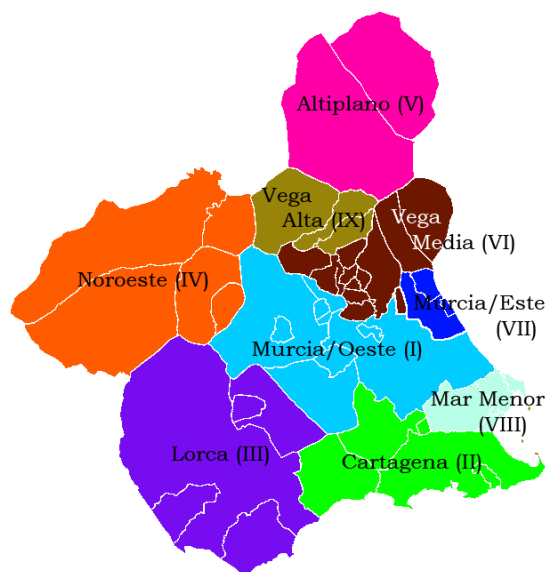 Altiplano (V)
Vega
Alta (IX)
Vega
Media (VI)
Noroeste (IV)
Murcia/Este
(VII)
Murcia/Oeste (I)
Mar Menor
(VIII)
Lorca (III)
Cartagena (II)